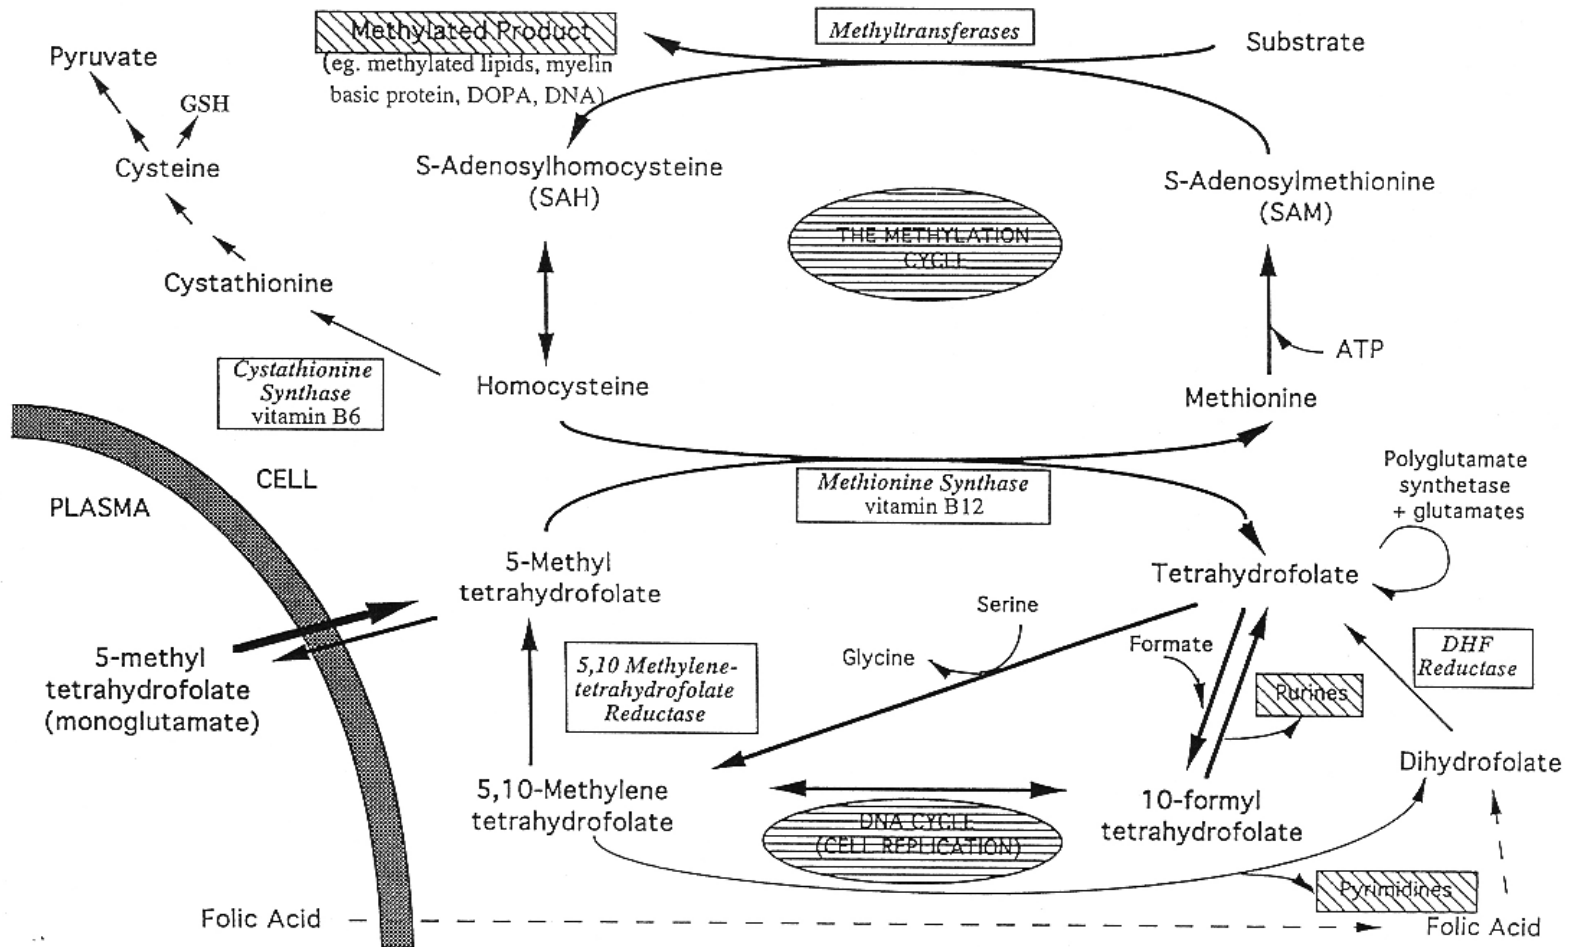 Methylated Product
(eg. methylated lipids, myelin
basic protein, DOPA, DNA)
Methyltransferases
Substrate
Pyruvate
GSH
Cysteine
S-Adenosylhomocysteine
(SAH)
S-Adenosylmethionine
(SAM)
THE METHYLATION
CYCLE
Cystathionine
ATP
Cystathionine
Synthase
vitamin B6
Homocysteine
Methionine
CELL
PLASMA
Methionine Synthase
vitamin B12
Polyglutamate
synthetase
+ glutamates
5-Methyl
tetrahydrofolate
Tetrahydrofolate
Serine
Glycine
Formate
DHF
Reductase
5-methyl
tetrahydrofolate
(monoglutamate)
5,10 Methylene-
tetrahydrofolate
Reductase
Purines
Dihydrofolate
5,10-Methylene
tetrahydrofolate
10-formyl
tetrahydrofolate
DNA CYCLE
(CELL REPLICATION)
Pyrimidines
Folic Acid
Folic Acid